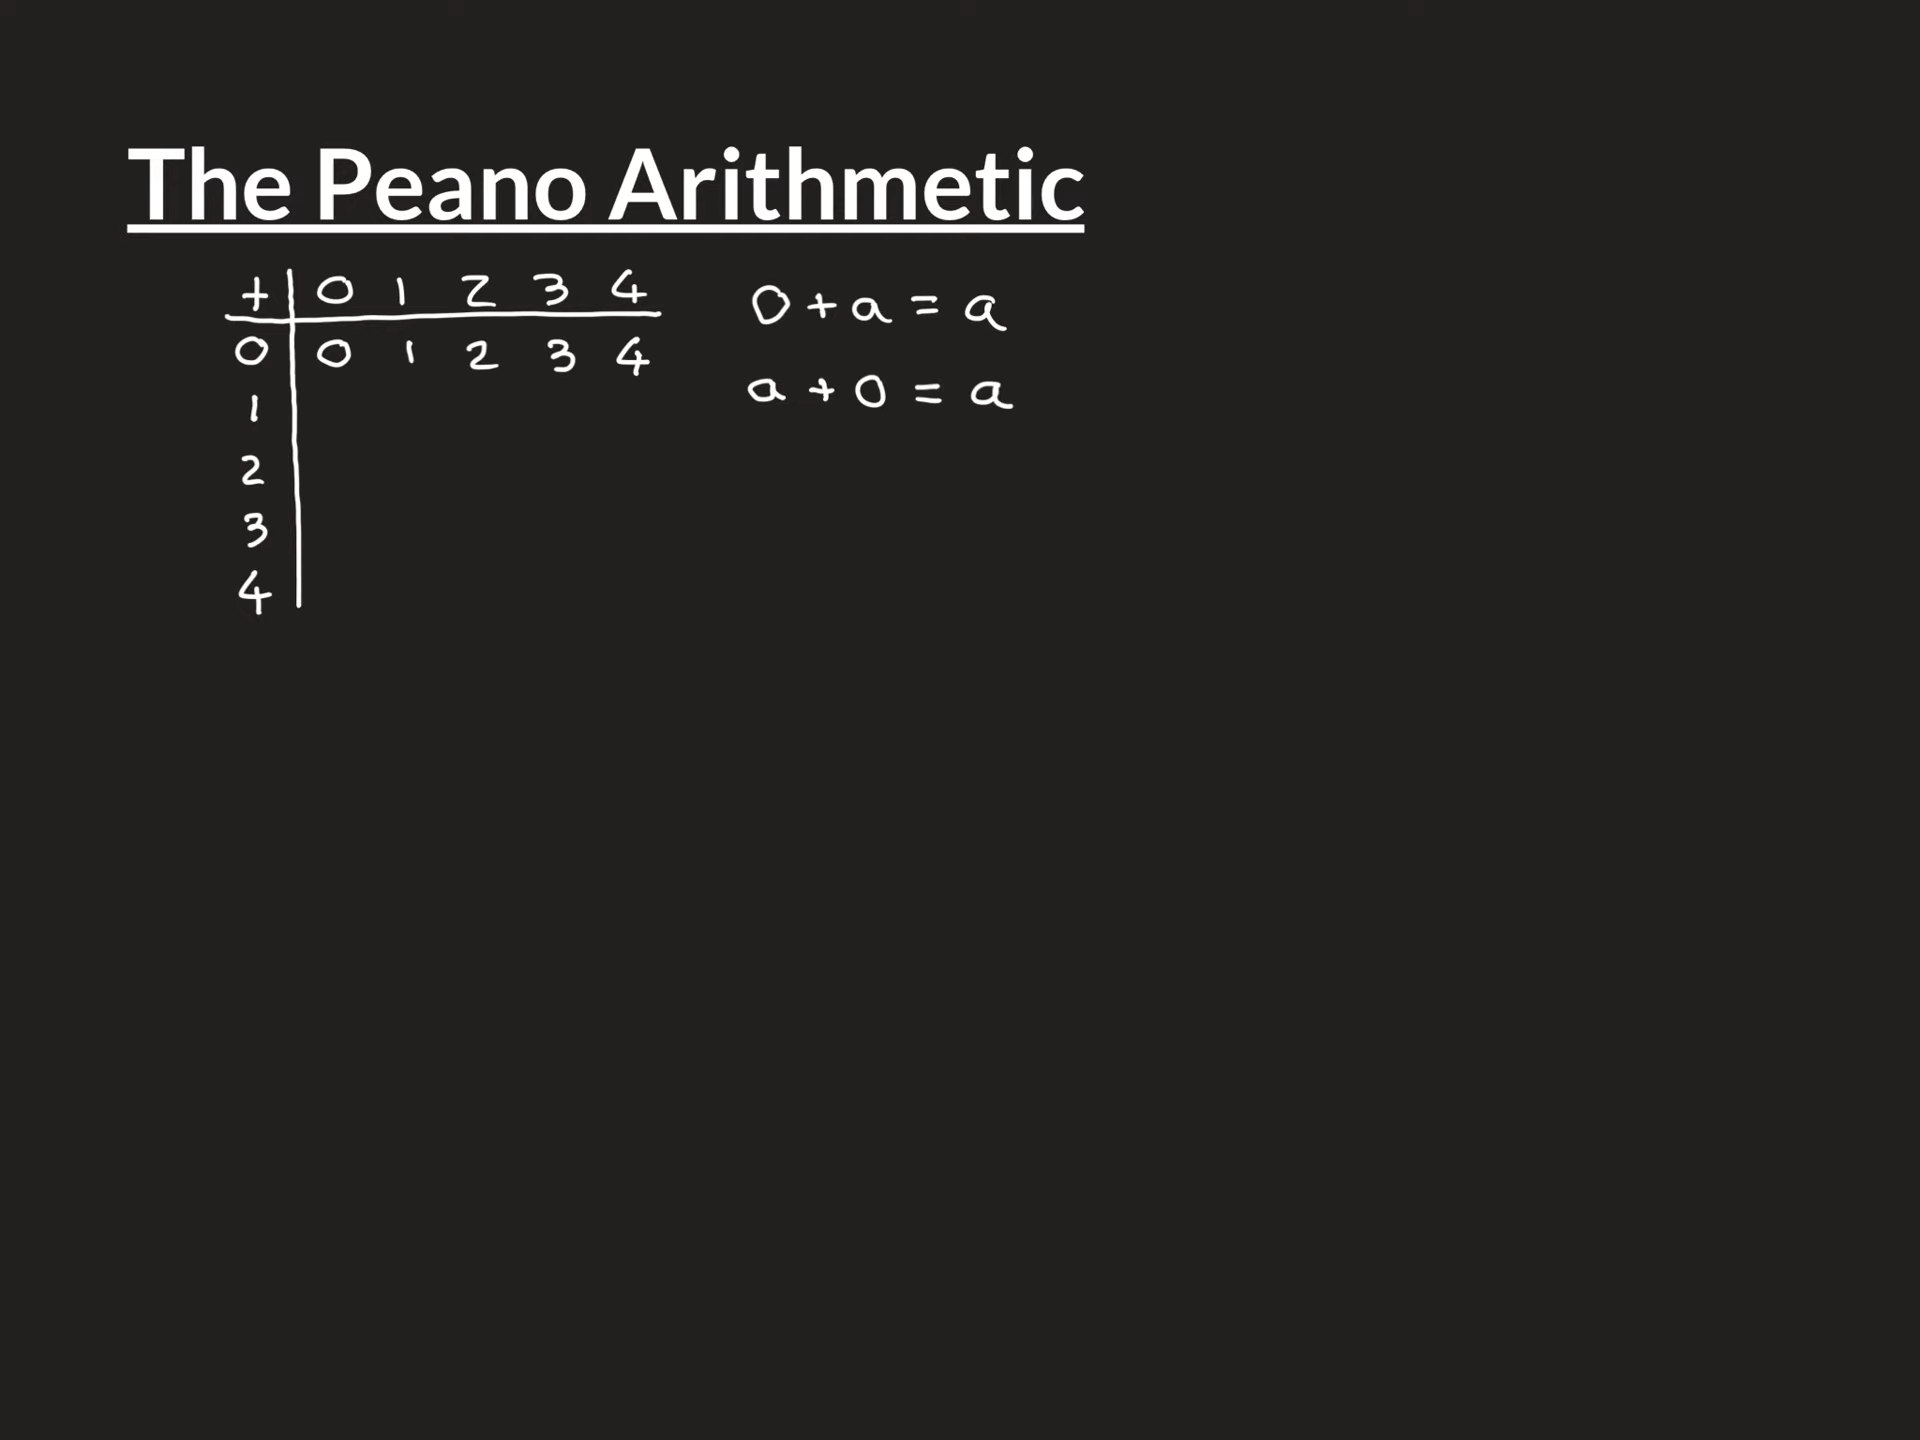 The Peano Arithmetic
+ 0 1 2 3 4
0 0 1 2 3 4
1
2
3
4
0 + a = a
a + 0 = a